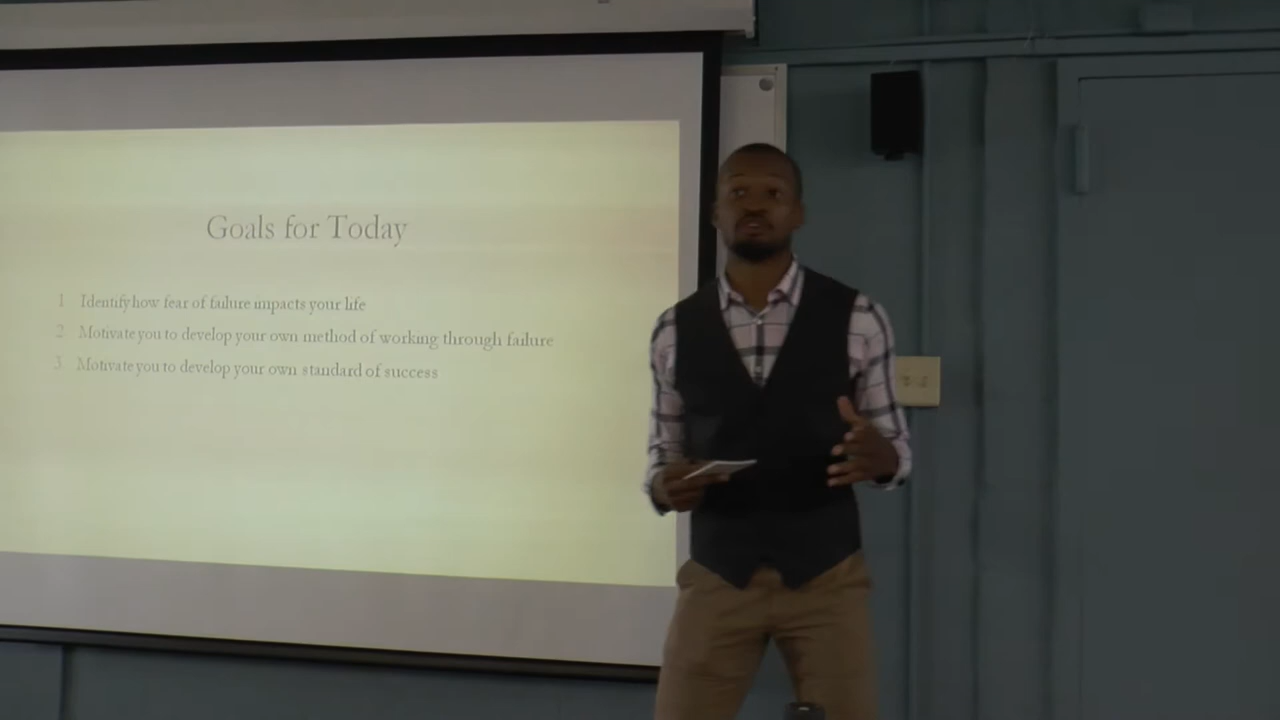 Goals for Today
1 Identify how fear of failure impacts your life
2 Motivate you to develop your own method of working through failure
3 Motivate you to develop your own standard of success